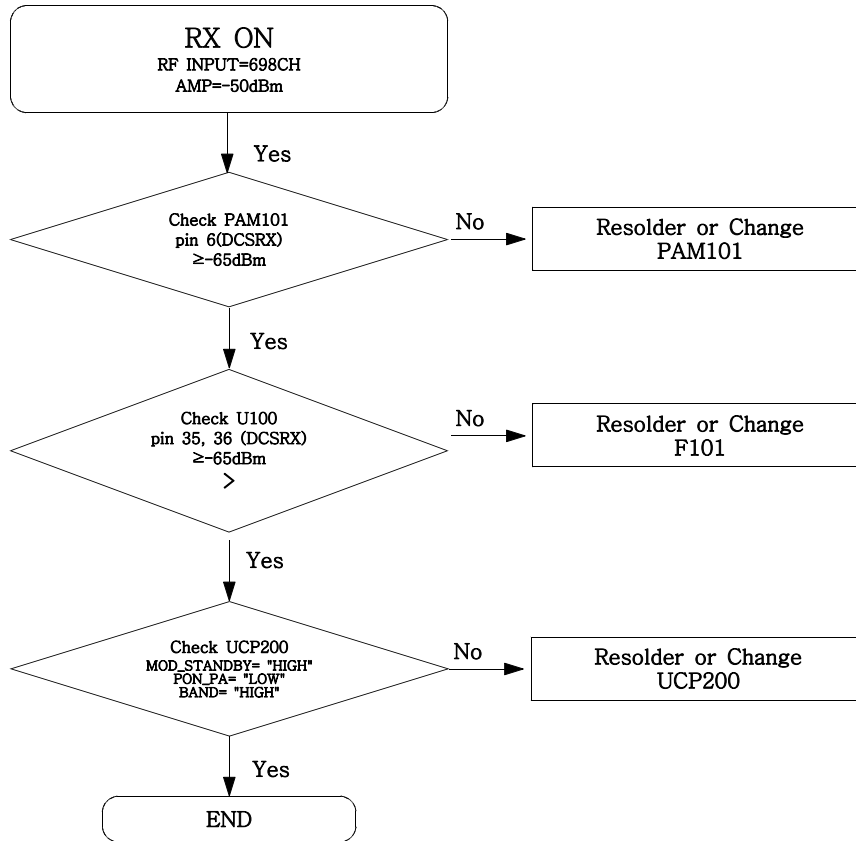 RX ON
RF INPUT=698CH
AMP=-50dBm
Yes
Check PAM101
pin 6(DCSRX)
≥-65dBm
No
Resolder or Change
PAM101
Yes
Check U100
pin 35, 36 (DCSRX)
≥-65dBm
>
No
Resolder or Change
F101
Yes
Check UCP200
MOD_STANDBY= "HIGH"
PON_PA= "LOW"
BAND= "HIGH"
No
Resolder or Change
UCP200
Yes
END